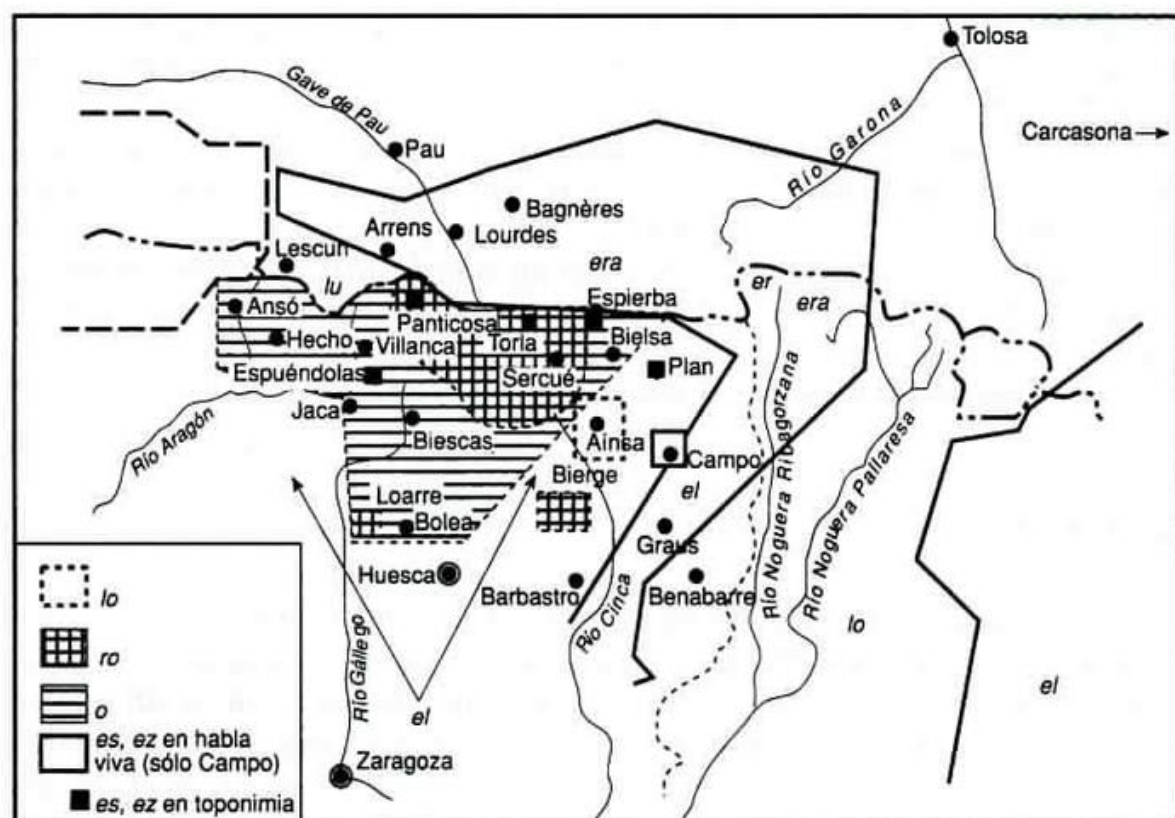 Tolosa
Gave de Pau
Río Garona
Carcasona
Pau
Bagnères
Arrens
Lourdes
Lescun
era
lu
er
era
Espierba
Ansó
Panticosa
Torla
Bielsa
Hecho
Villanca
Espuéndolas
Sercué
Plan
Jaca
Río Aragón
Biescas
Aínsa
Campo
Bierge
el
Loarre
Bolea
Graus
Huesca
Barbastro
Benabarre
Río Cinca
Río Noguera Ribagorzana
Río Noguera Pallaresa
lo
el
Río Gállego
el
Zaragoza
lo
ro
o
es, ez en habla
viva (sólo Campo)
es, ez en toponimia